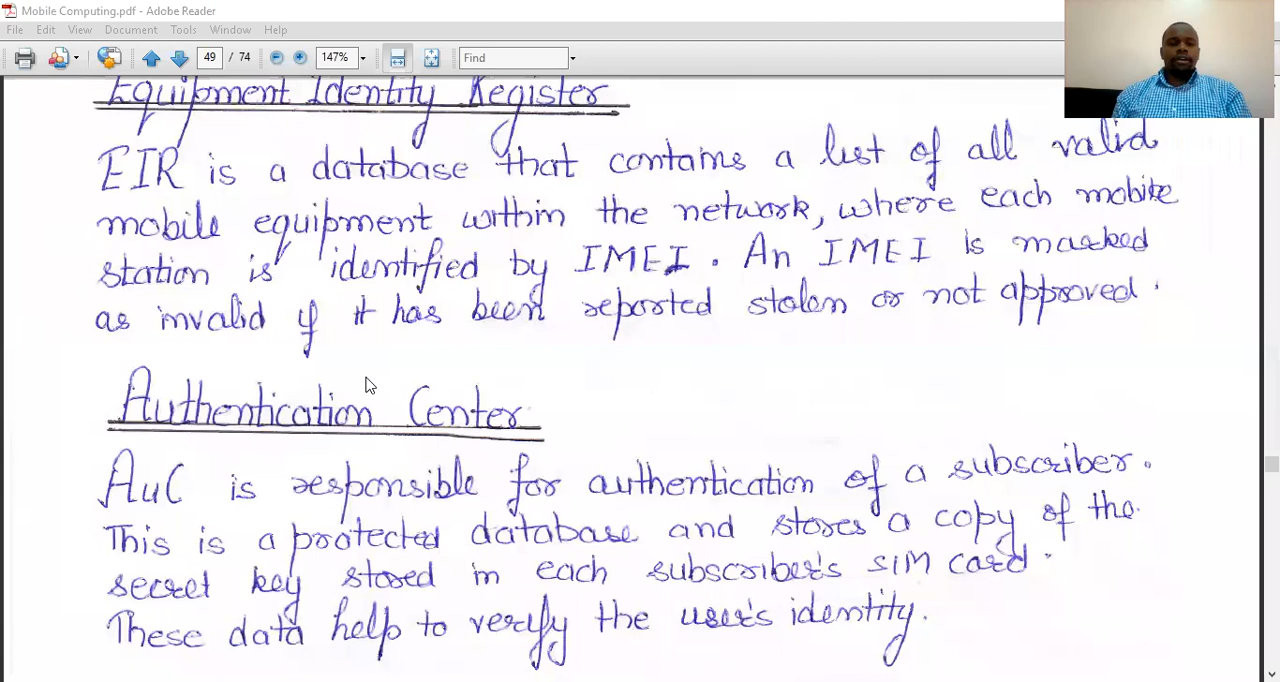 Mobile Computing.pdf - Adobe Reader
File Edit View Document Tools Window Help
49 / 74 147% Find
Equipment Identity Register
EIR is a database that contains a list of all valid
mobile equipment within the network, where each mobile
station is identified by IMEI. An IMEI is marked
as invalid if it has been reported stolen or not approved.
Authentication Center
AuC is responsible for authentication of a subscriber.
This is a protected database and stores a copy of the
secret key stored in each subscriber's SIM card.
These data help to verify the user's identity.